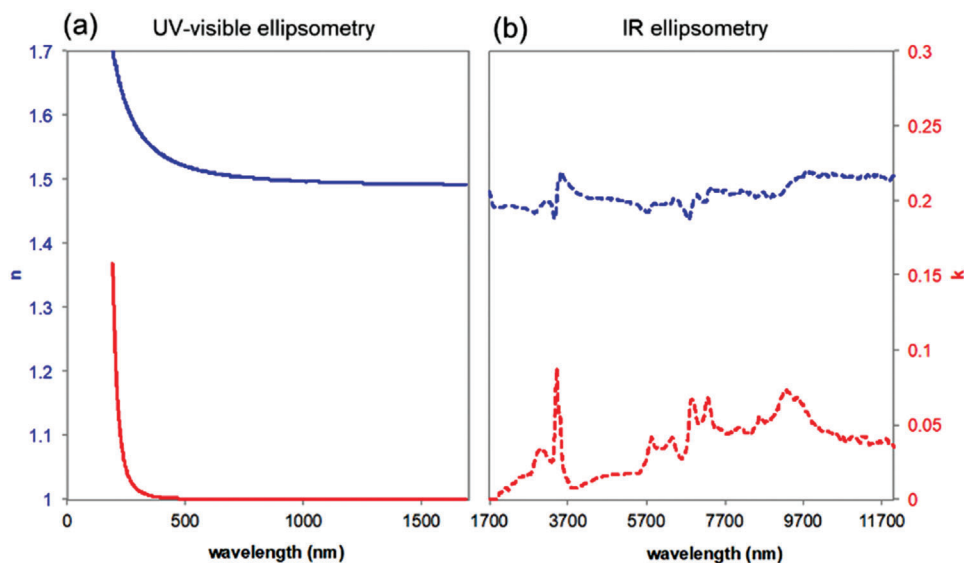 (a) UV-visible ellipsometry
(b) IR ellipsometry
1.7
1.6
1.5
1.4
1.3
1.2
1.1
1
n
0 500 1000 1500
wavelength (nm)
1700 3700 5700 7700 9700 11700
wavelength (nm)
0.3
0.25
0.2
0.15
0.1
0.05
0
k